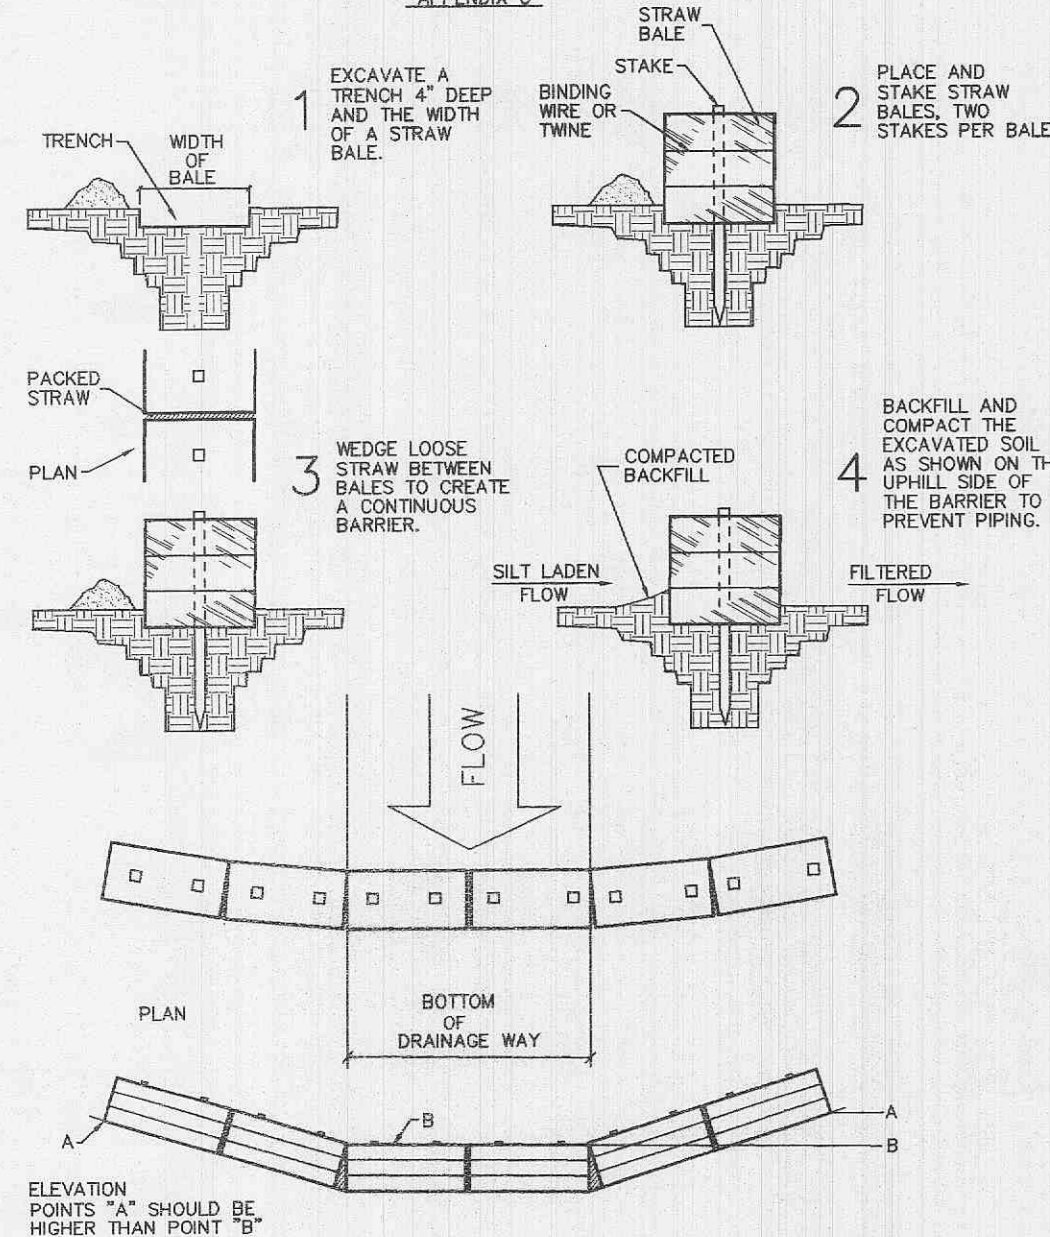 1
EXCAVATE A
TRENCH 4" DEEP
AND THE WIDTH
OF A STRAW
BALE.
TRENCH
WIDTH
OF
BALE
STRAW
BALE
STAKE
BINDING
WIRE OR
TWINE
2
PLACE AND
STAKE STRAW
BALES, TWO
STAKES PER BALE
PACKED
STRAW
PLAN
3
WEDGE LOOSE
STRAW BETWEEN
BALES TO CREATE
A CONTINUOUS
BARRIER.
COMPACTED
BACKFILL
4
BACKFILL AND
COMPACT THE
EXCAVATED SOIL
AS SHOWN ON TH
UPHILL SIDE OF
THE BARRIER TO
PREVENT PIPING.
SILT LADEN
FLOW
FILTERED
FLOW
FLOW
PLAN
BOTTOM
OF
DRAINAGE WAY
A
B
A
B
ELEVATION
POINTS "A" SHOULD BE
HIGHER THAN POINT "B"